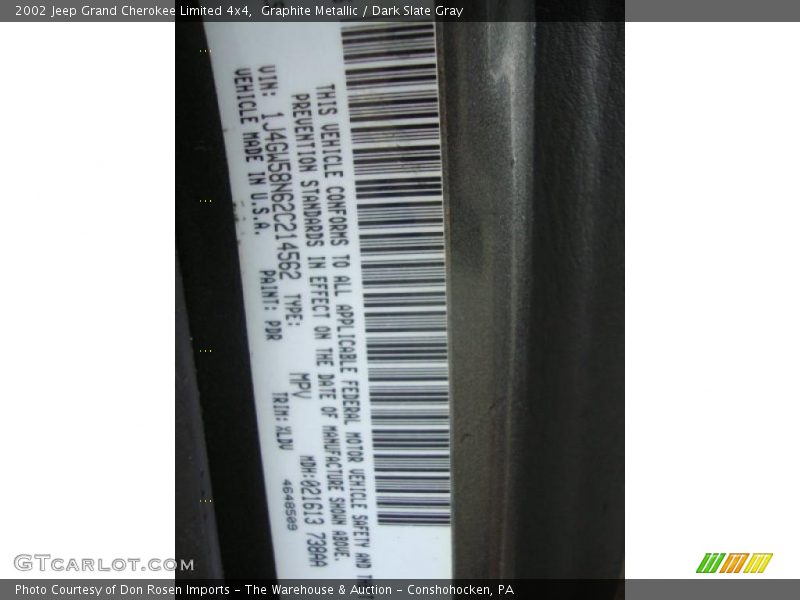 2002 Jeep Grand Cherokee Limited 4x4, Graphite Metallic / Dark Slate Gray
THIS VEHICLE CONFORMS TO ALL APPLICABLE FEDERAL MOTOR VEHICLE SAFETY AND
PREVENTION STANDARDS IN EFFECT ON THE DATE OF MANUFACTURE SHOWN ABOVE.
VIN: 1J4GW58N62C214562 TYPE: MPV MDH:021613 738AA
VEHICLE MADE IN U.S.A. PAINT: PDR TRIM: XLDV 4648509
GTCARLOT.COM
Photo Courtesy of Don Rosen Imports - The Warehouse & Auction - Conshohocken, PA